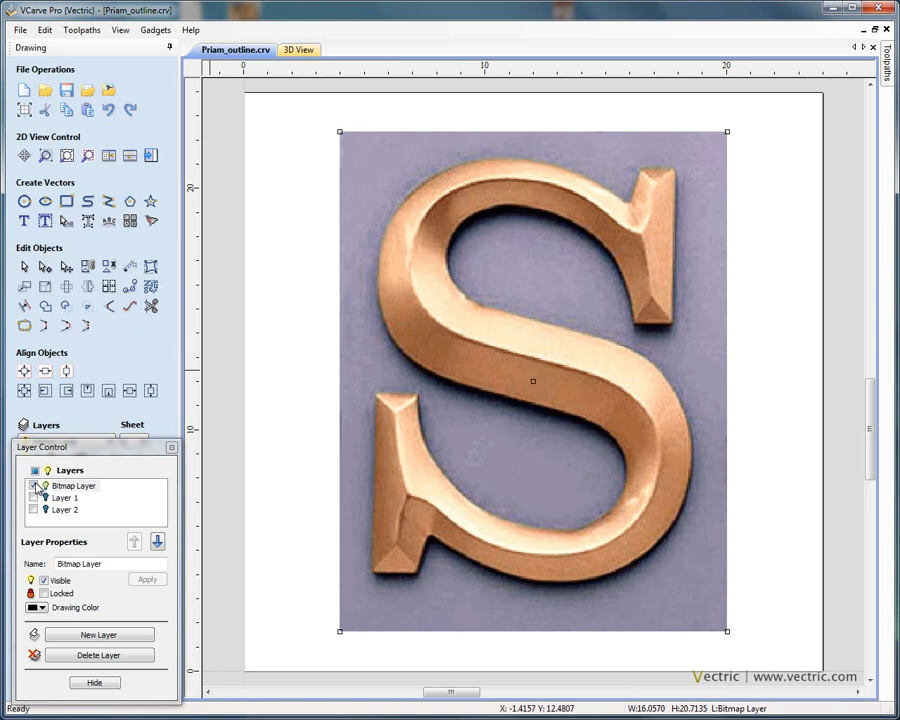 VCarve Pro {Vectric} - [Priam_outline.crv]
File Edit Toolpaths View Gadgets Help
Drawing
Priam_outline.crv 3D View
Toolpaths
0 10 20
20
10
0
File Operations
2D View Control
Create Vectors
Edit Objects
Align Objects
Layers Sheet
Layer Control
Layers
Bitmap Layer
Layer 1
Layer 2
Layer Properties
Name: Bitmap Layer
Visible Apply
Locked
Drawing Color
New Layer
Delete Layer
Hide
S
Vectric | www.vectric.com
Ready X: -1.4157 Y: 12.4807 W:16.0570 H:20.7135 L:Bitmap Layer